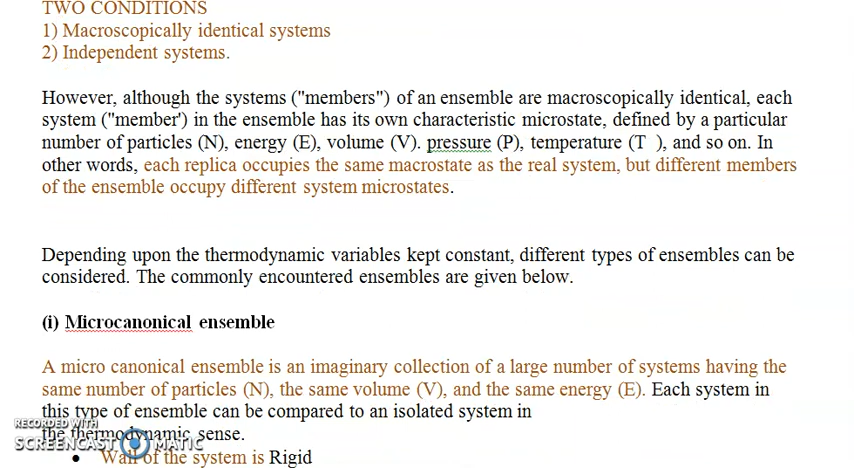 TWO CONDITIONS
1) Macroscopically identical systems
2) Independent systems.
However, although the systems ("members") of an ensemble are macroscopically identical, each
system ("member') in the ensemble has its own characteristic microstate, defined by a particular
number of particles (N), energy (E), volume (V). pressure (P), temperature (T  ), and so on. In
other words, each replica occupies the same macrostate as the real system, but different members
of the ensemble occupy different system microstates.
Depending upon the thermodynamic variables kept constant, different types of ensembles can be
considered. The commonly encountered ensembles are given below.
(i) Microcanonical ensemble
A micro canonical ensemble is an imaginary collection of a large number of systems having the
same number of particles (N), the same volume (V), and the same energy (E). Each system in
this type of ensemble can be compared to an isolated system in
RECORDED WITH
the thermodynamic sense.
SCREENCAST MATIC
• Wall of the system is Rigid